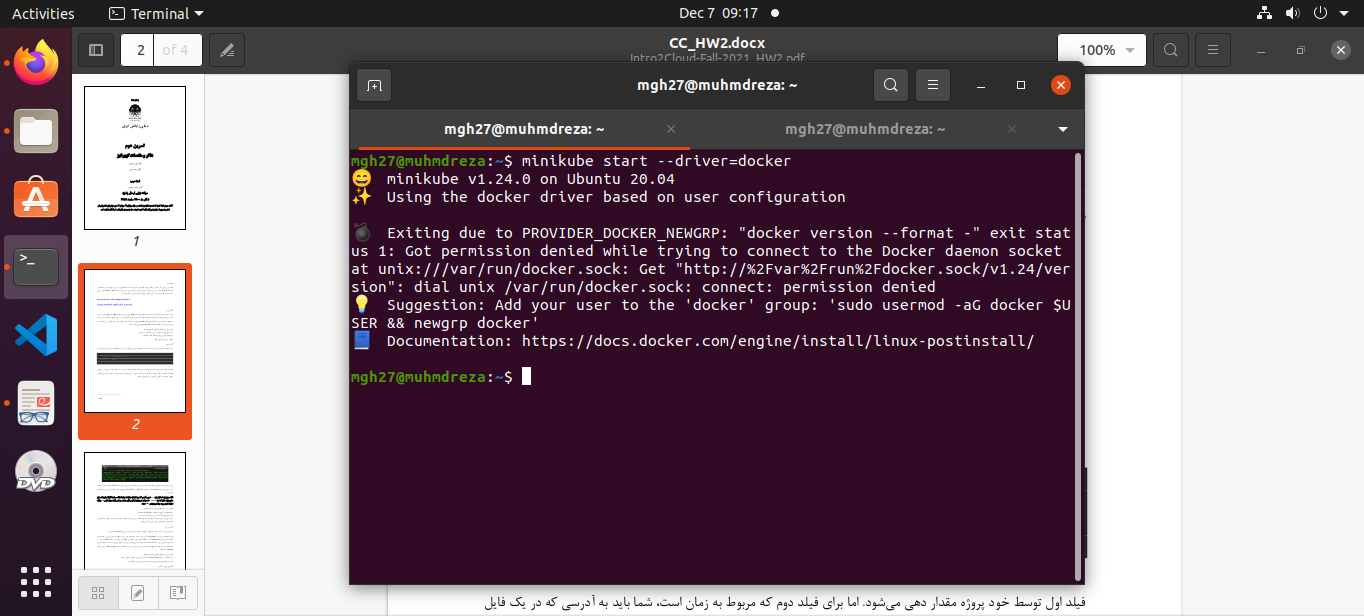 Activities
Terminal
Dec 7 09:17
2
of 4
CC_HW2.docx
Intro2Cloud-Fall-2021_HW2.pdf
100%
mgh27@muhmdreza: ~
mgh27@muhmdreza: ~
mgh27@muhmdreza: ~
mgh27@muhmdreza:~$ minikube start --driver=docker
😄 minikube v1.24.0 on Ubuntu 20.04
✨ Using the docker driver based on user configuration
💣 Exiting due to PROVIDER_DOCKER_NEWGRP: "docker version --format -" exit stat
us 1: Got permission denied while trying to connect to the Docker daemon socket
at unix:///var/run/docker.sock: Get "http://%2Fvar%2Frun%2Fdocker.sock/v1.24/ver
sion": dial unix /var/run/docker.sock: connect: permission denied
💡 Suggestion: Add your user to the 'docker' group: 'sudo usermod -aG docker $U
SER && newgrp docker'
📘 Documentation: https://docs.docker.com/engine/install/linux-postinstall/
mgh27@muhmdreza:~$
1
2
DVD
فیلد اول توسط خود پروژه مقدار دهی می‌شود. اما برای فیلد دوم که مربوط به زمان است، شما باید به آدرسی که در یک فایل